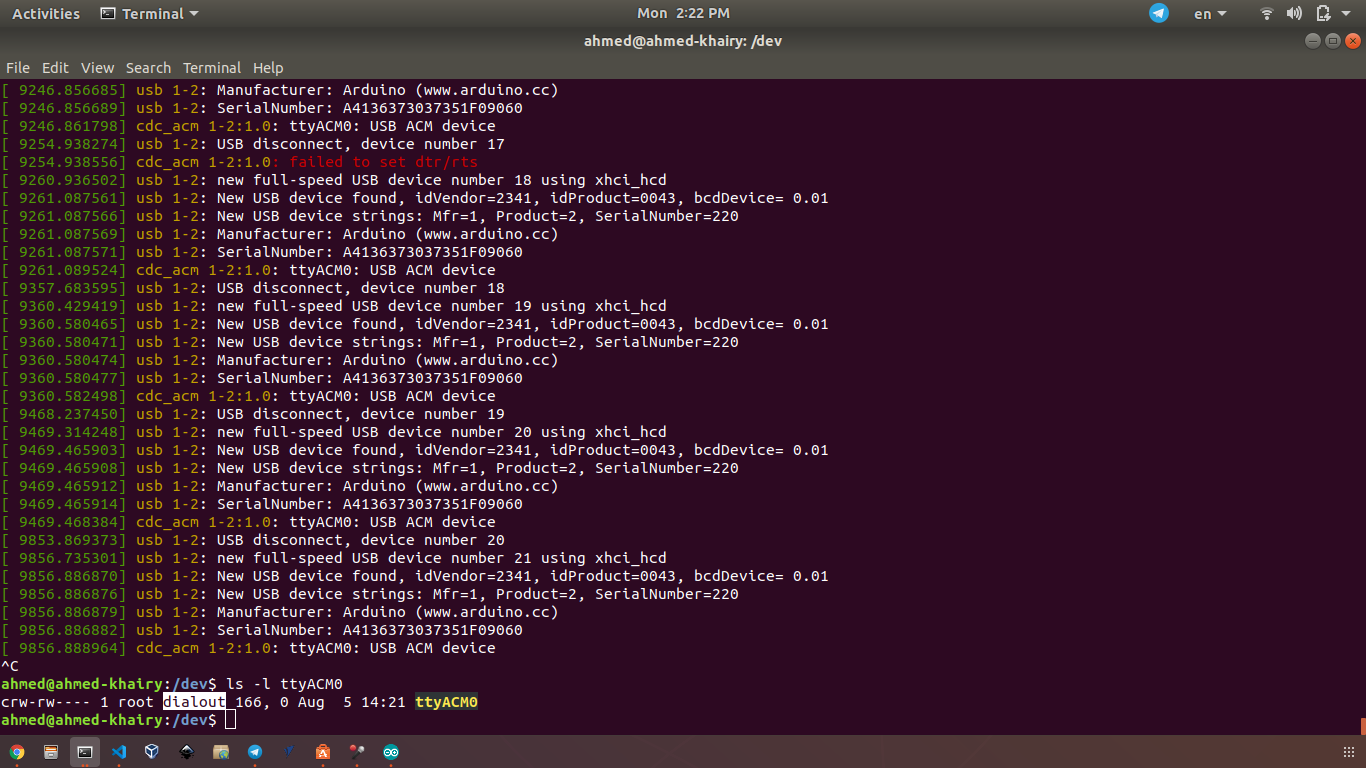 Activities Terminal Mon 2:22 PM en
ahmed@ahmed-khairy: /dev
File Edit View Search Terminal Help
[ 9246.856685] usb 1-2: Manufacturer: Arduino (www.arduino.cc)
[ 9246.856689] usb 1-2: SerialNumber: A4136373037351F09060
[ 9246.861798] cdc_acm 1-2:1.0: ttyACM0: USB ACM device
[ 9254.938274] usb 1-2: USB disconnect, device number 17
[ 9254.938556] cdc_acm 1-2:1.0: failed to set dtr/rts
[ 9260.936502] usb 1-2: new full-speed USB device number 18 using xhci_hcd
[ 9261.087561] usb 1-2: New USB device found, idVendor=2341, idProduct=0043, bcdDevice= 0.01
[ 9261.087566] usb 1-2: New USB device strings: Mfr=1, Product=2, SerialNumber=220
[ 9261.087569] usb 1-2: Manufacturer: Arduino (www.arduino.cc)
[ 9261.087571] usb 1-2: SerialNumber: A4136373037351F09060
[ 9261.089524] cdc_acm 1-2:1.0: ttyACM0: USB ACM device
[ 9357.683595] usb 1-2: USB disconnect, device number 18
[ 9360.429419] usb 1-2: new full-speed USB device number 19 using xhci_hcd
[ 9360.580465] usb 1-2: New USB device found, idVendor=2341, idProduct=0043, bcdDevice= 0.01
[ 9360.580471] usb 1-2: New USB device strings: Mfr=1, Product=2, SerialNumber=220
[ 9360.580474] usb 1-2: Manufacturer: Arduino (www.arduino.cc)
[ 9360.580477] usb 1-2: SerialNumber: A4136373037351F09060
[ 9360.582498] cdc_acm 1-2:1.0: ttyACM0: USB ACM device
[ 9468.237450] usb 1-2: USB disconnect, device number 19
[ 9469.314248] usb 1-2: new full-speed USB device number 20 using xhci_hcd
[ 9469.465903] usb 1-2: New USB device found, idVendor=2341, idProduct=0043, bcdDevice= 0.01
[ 9469.465908] usb 1-2: New USB device strings: Mfr=1, Product=2, SerialNumber=220
[ 9469.465912] usb 1-2: Manufacturer: Arduino (www.arduino.cc)
[ 9469.465914] usb 1-2: SerialNumber: A4136373037351F09060
[ 9469.468384] cdc_acm 1-2:1.0: ttyACM0: USB ACM device
[ 9853.869373] usb 1-2: USB disconnect, device number 20
[ 9856.735301] usb 1-2: new full-speed USB device number 21 using xhci_hcd
[ 9856.886870] usb 1-2: New USB device found, idVendor=2341, idProduct=0043, bcdDevice= 0.01
[ 9856.886876] usb 1-2: New USB device strings: Mfr=1, Product=2, SerialNumber=220
[ 9856.886879] usb 1-2: Manufacturer: Arduino (www.arduino.cc)
[ 9856.886882] usb 1-2: SerialNumber: A4136373037351F09060
[ 9856.888964] cdc_acm 1-2:1.0: ttyACM0: USB ACM device
^C
ahmed@ahmed-khairy:/dev$ ls -l ttyACM0
crw-rw---- 1 root dialout 166, 0 Aug  5 14:21 ttyACM0
ahmed@ahmed-khairy:/dev$